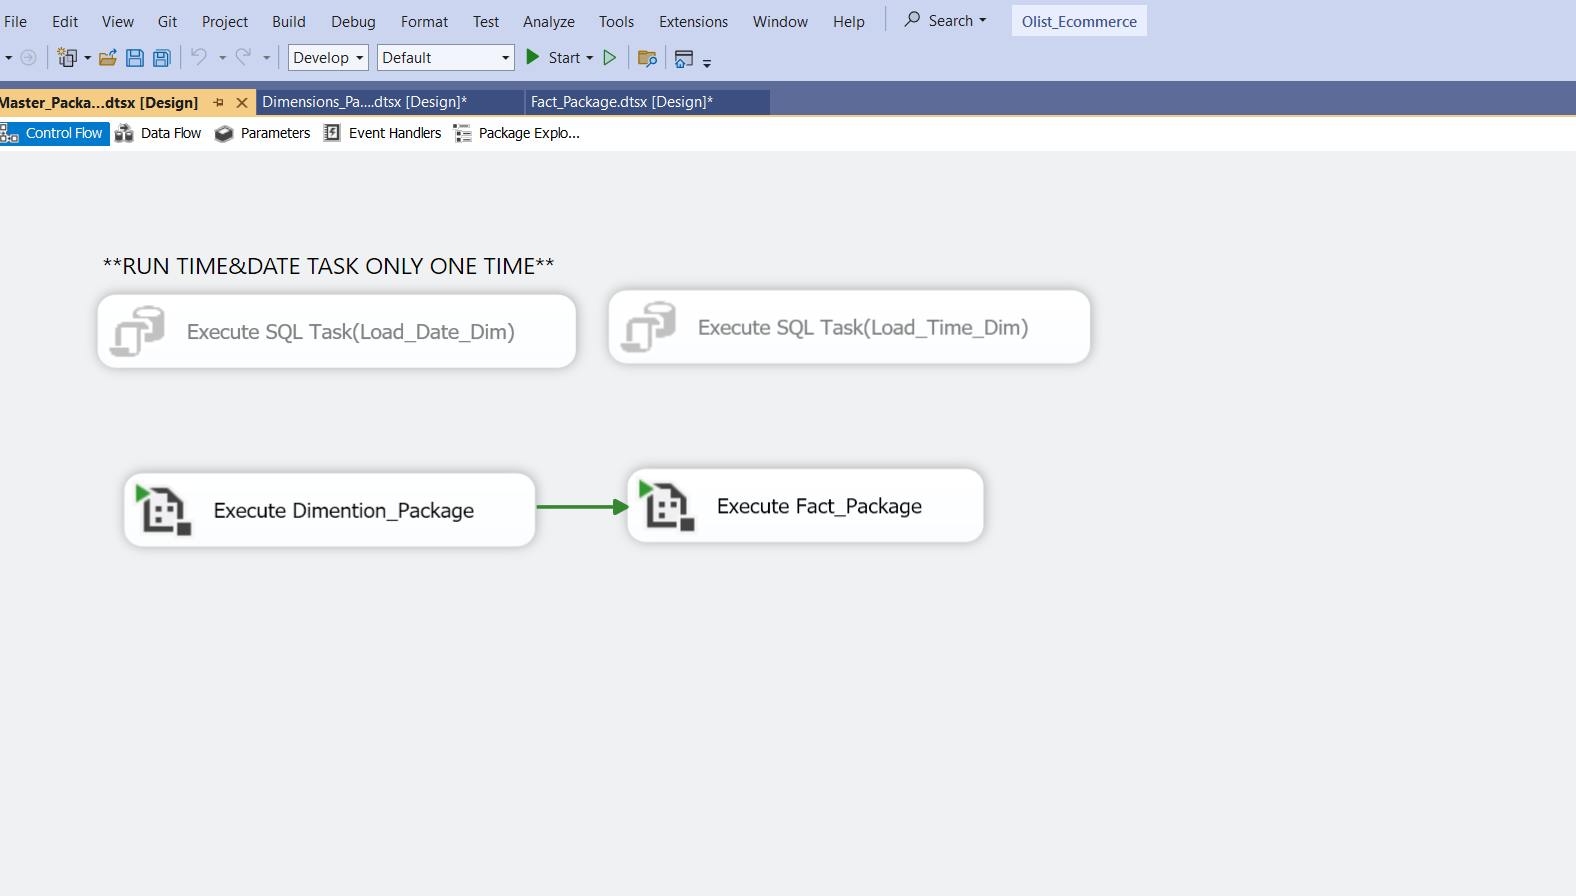 File Edit View Git Project Build Debug Format Test Analyze Tools Extensions Window Help Search Olist_Ecommerce
Develop Default Start
Master_Packa...dtsx [Design] Dimensions_Pa....dtsx [Design]* Fact_Package.dtsx [Design]*
Control Flow Data Flow Parameters Event Handlers Package Explo...
**RUN TIME&DATE TASK ONLY ONE TIME**
Execute SQL Task(Load_Date_Dim) Execute SQL Task(Load_Time_Dim)
Execute Dimention_Package Execute Fact_Package